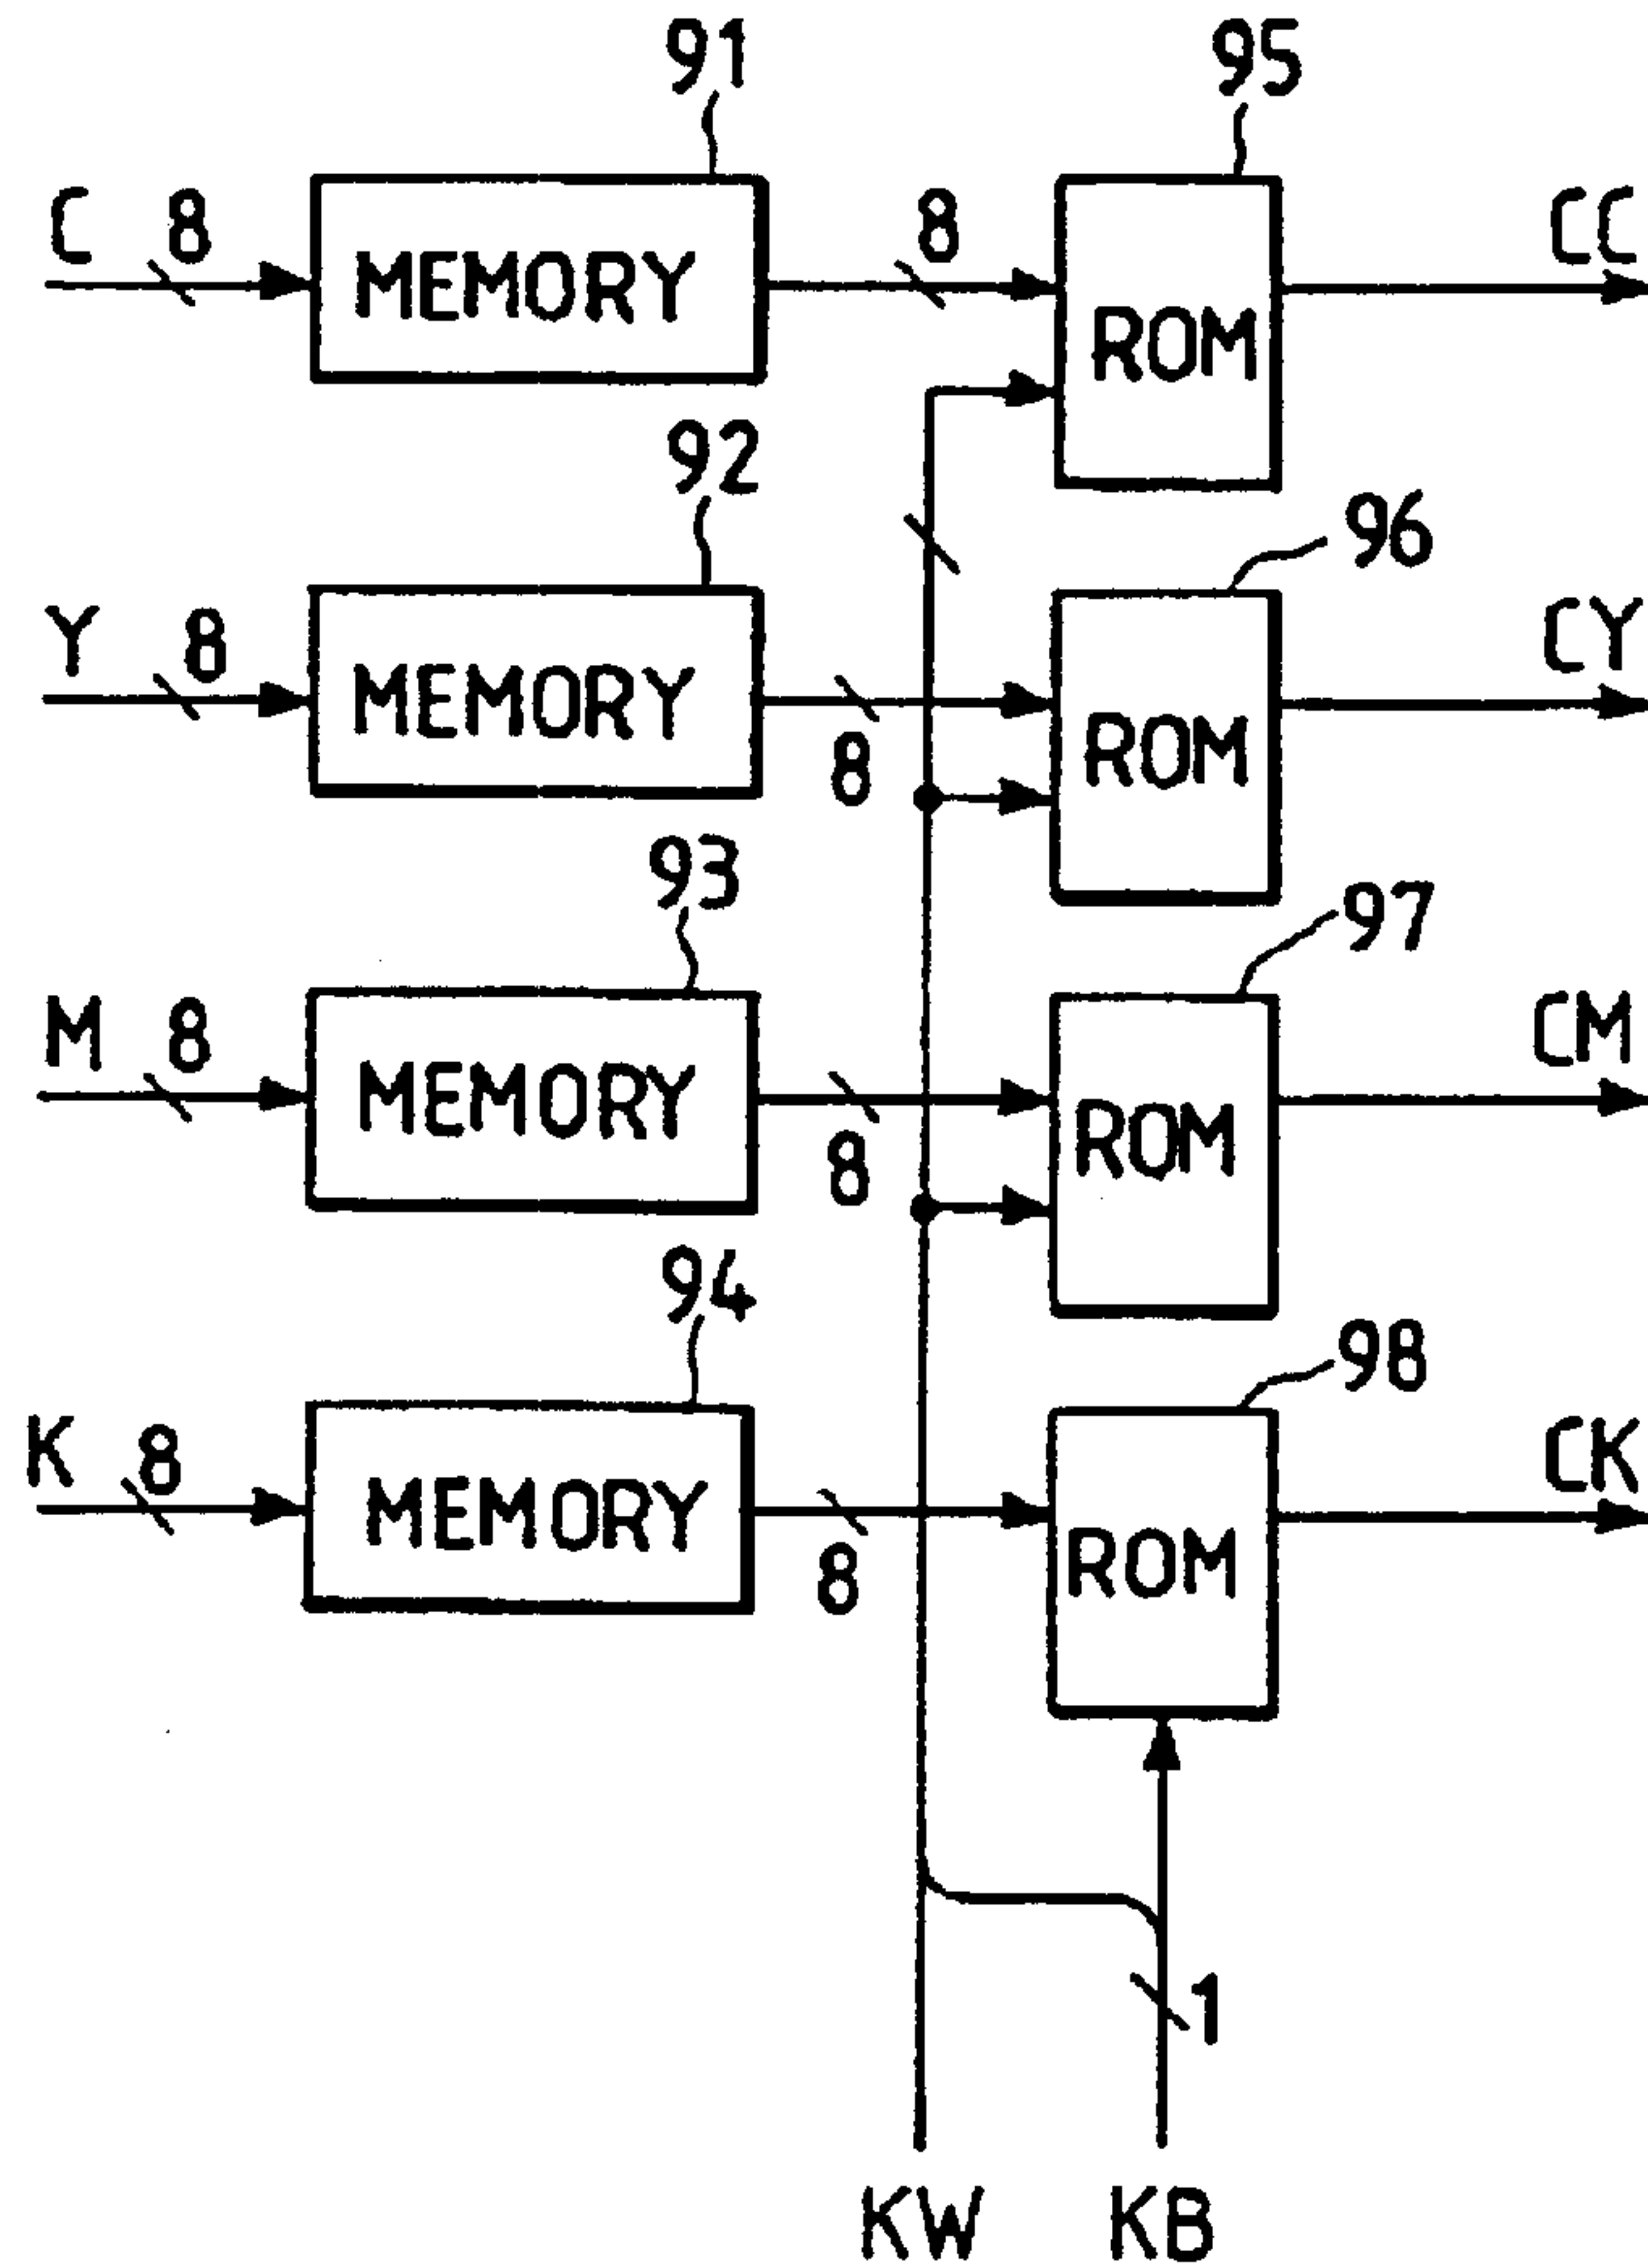 91 95
C 8 MEMORY 8 ROM CC
92 96
Y 8 MEMORY 8 ROM CY
93 97
M 8 MEMORY 8 ROM CM
94 98
K 8 MEMORY 8 ROM CK
1
KW KB